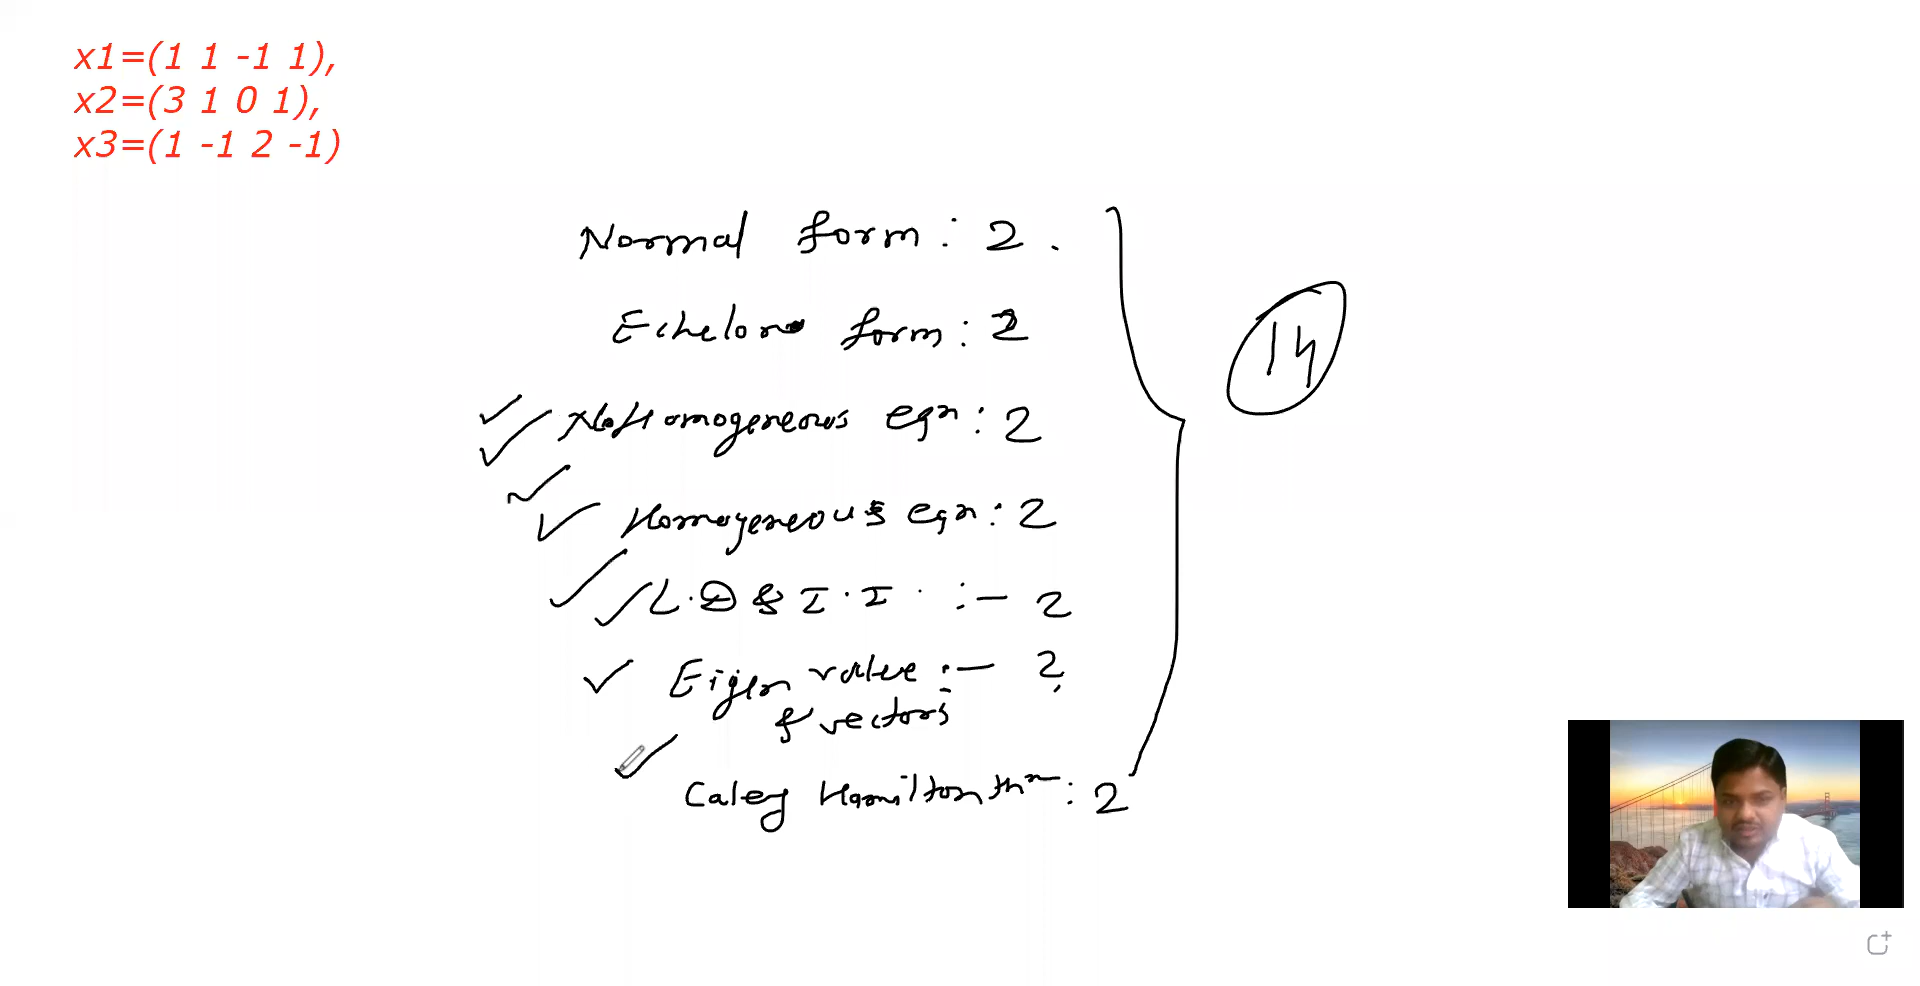 x1=(1 1 -1 1),
x2=(3 1 0 1),
x3=(1 -1 2 -1)
Normal form : 2 .
Echelon form : 2
Homogeneous eqn : 2
Homogeneous eqn : 2
L.D & I.I :- 2
Eigen value :- 2
& vectors
Caley Hamilton thm : 2
14